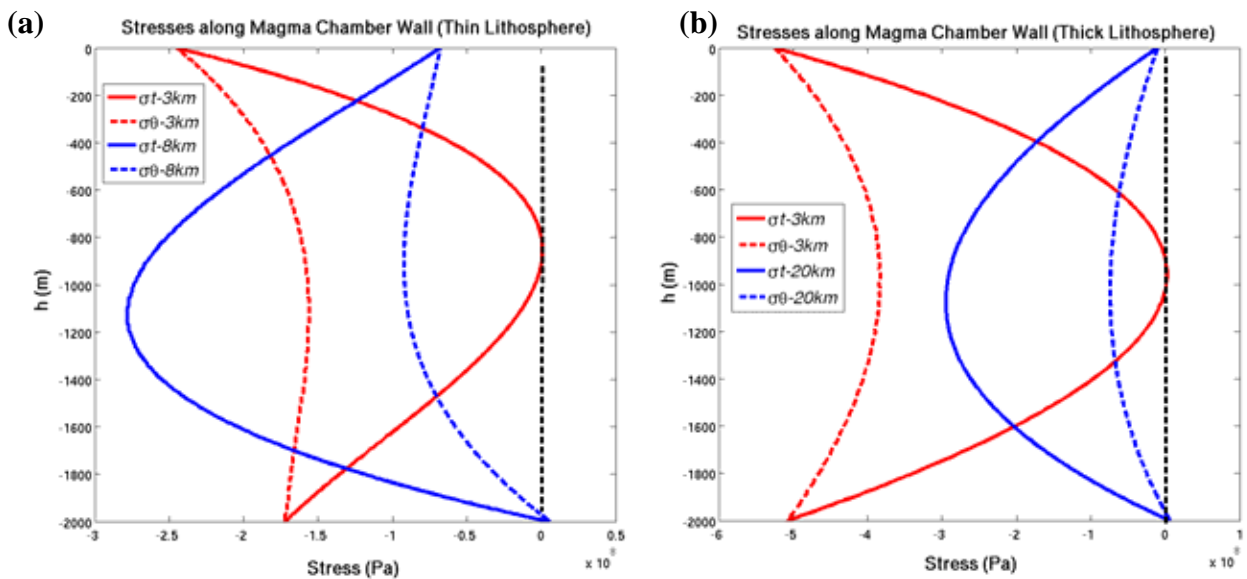 (a)
Stresses along Magma Chamber Wall (Thin Lithosphere)
0
-200
-400
-600
-800
-1000
-1200
-1400
-1600
-1800
-2000
h (m)
σt-3km
σθ-3km
σt-8km
σθ-8km
-3 -2.5 -2 -1.5 -1 -0.5 0 0.5
x 10⁸
Stress (Pa)
(b)
Stresses along Magma Chamber Wall (Thick Lithosphere)
0
-200
-400
-600
-800
-1000
-1200
-1400
-1600
-1800
-2000
h (m)
σt-3km
σθ-3km
σt-20km
σθ-20km
-6 -5 -4 -3 -2 -1 0 1
x 10⁸
Stress (Pa)